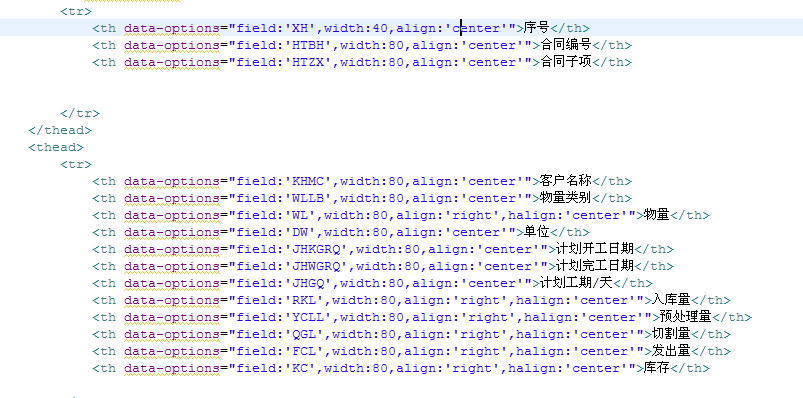 <tr>
<th data-options="field:'XH',width:40,align:'center'">序号</th>
<th data-options="field:'HTBH',width:80,align:'center'">合同编号</th>
<th data-options="field:'HTZX',width:80,align:'center'">合同子项</th>
</tr>
</thead>
<thead>
<tr>
<th data-options="field:'KHMC',width:80,align:'center'">客户名称</th>
<th data-options="field:'WLLB',width:80,align:'center'">物量类别</th>
<th data-options="field:'WL',width:80,align:'right',halign:'center'">物量</th>
<th data-options="field:'DW',width:80,align:'center">单位</th>
<th data-options="field:'JHKGRQ',width:80,align:'center'">计划开工日期</th>
<th data-options="field:'JHWGRQ',width:80,align:'center'">计划完工日期</th>
<th data-options="field:'JHGQ',width:80,align:'center'">计划工期/天</th>
<th data-options="field:'RKL',width:80,align:'right',halign:'center'">入库量</th>
<th data-options="field:'YCLL',width:80,align:'right',halign:'center'">预处理量</th>
<th data-options="field:'QGL',width:80,align:'right',halign:'center'">切割量</th>
<th data-options="field:'FCL',width:80,align:'right',halign:'center'">发出量</th>
<th data-options="field:'KC',width:80,align:'right',halign:'center'">库存</th>